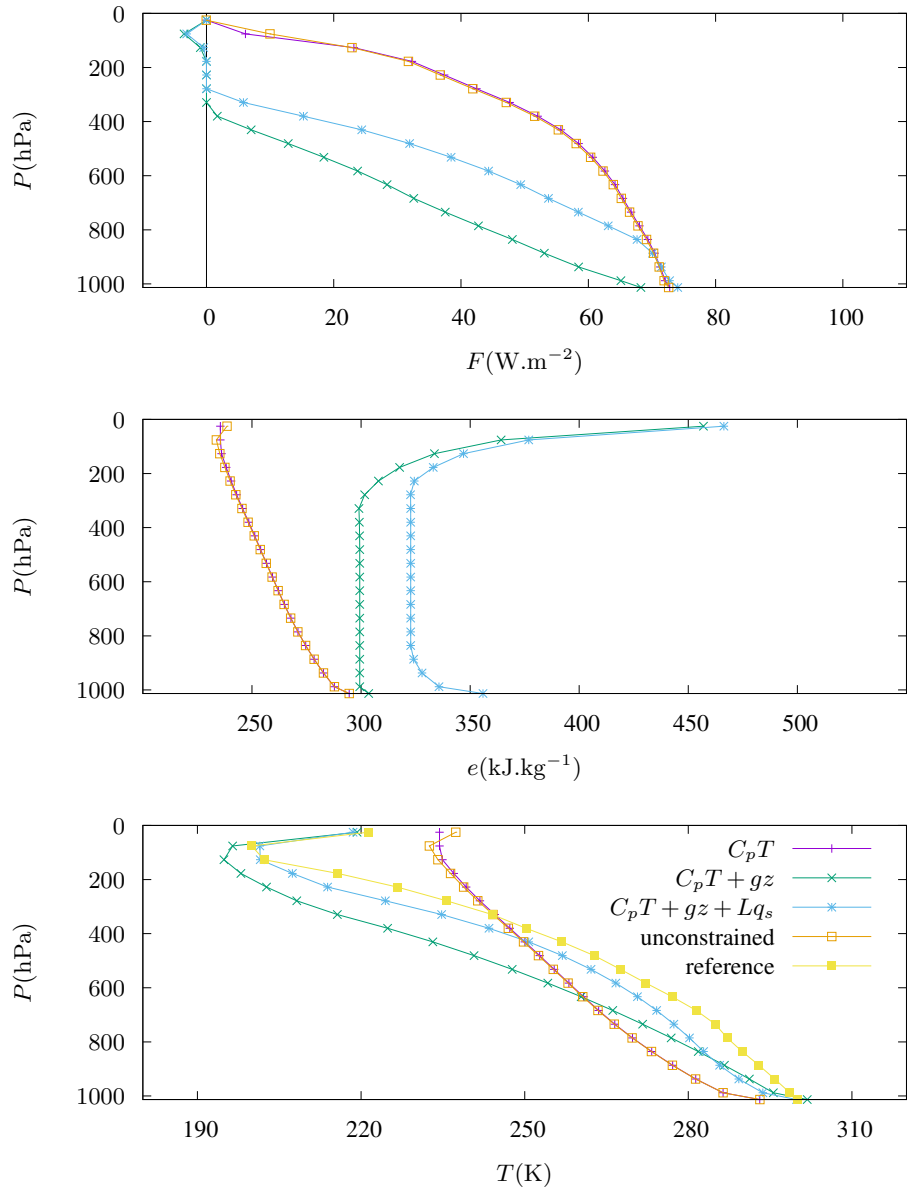 0
200
400
600
800
1000
P(hPa)
0 20 40 60 80 100
F(W.m⁻²)
0
200
400
600
800
1000
P(hPa)
250 300 350 400 450 500
e(kJ.kg⁻¹)
0
200
400
600
800
1000
P(hPa)
C_pT
C_pT + gz
C_pT + gz + Lq_s
unconstrained
reference
190 220 250 280 310
T(K)